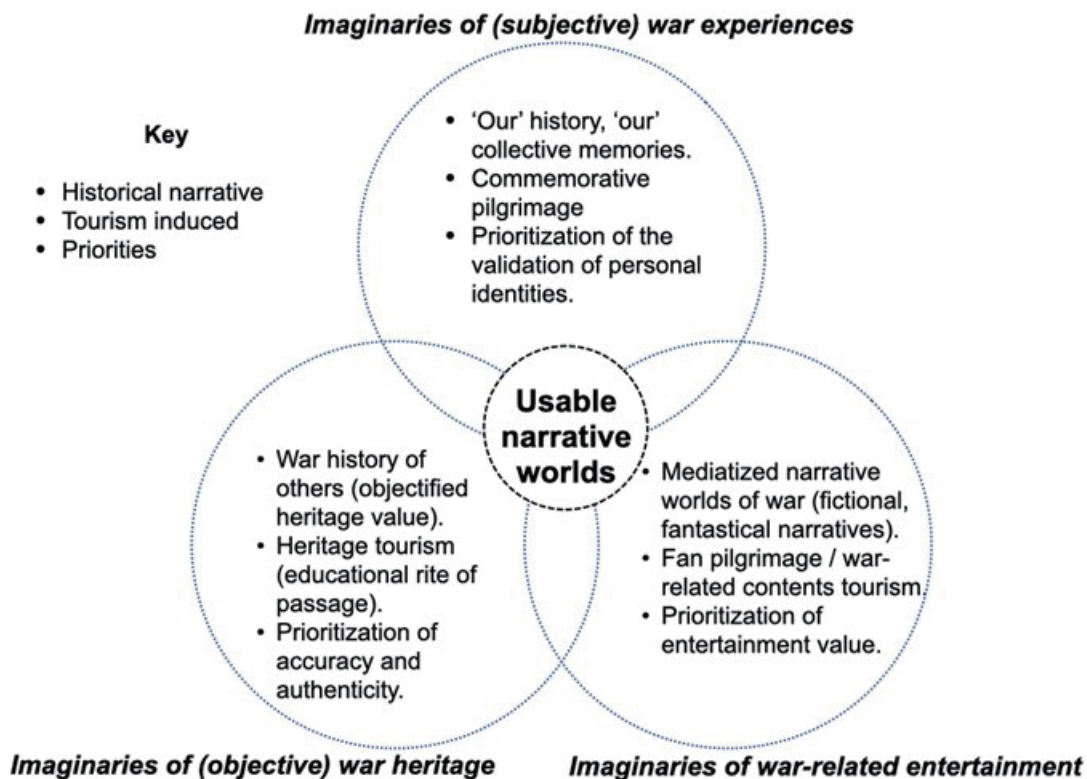 Imaginaries of (subjective) war experiences
Key
• Historical narrative
• Tourism induced
• Priorities
• ‘Our’ history, ‘our’
collective memories.
• Commemorative
pilgrimage
• Prioritization of the
validation of personal
identities.
Usable
narrative
worlds
• War history of
others (objectified
heritage value).
• Heritage tourism
(educational rite of
passage).
• Prioritization of
accuracy and
authenticity.
• Mediatized narrative
worlds of war (fictional,
fantastical narratives).
• Fan pilgrimage / war-
related contents tourism.
• Prioritization of
entertainment value.
Imaginaries of (objective) war heritage
Imaginaries of war-related entertainment